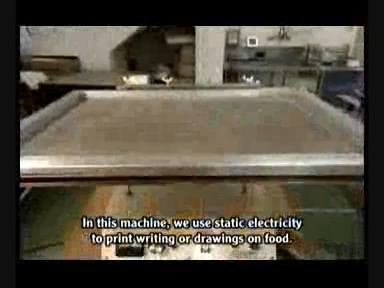 In this machine, we use static electricity
to print writing or drawings on food.